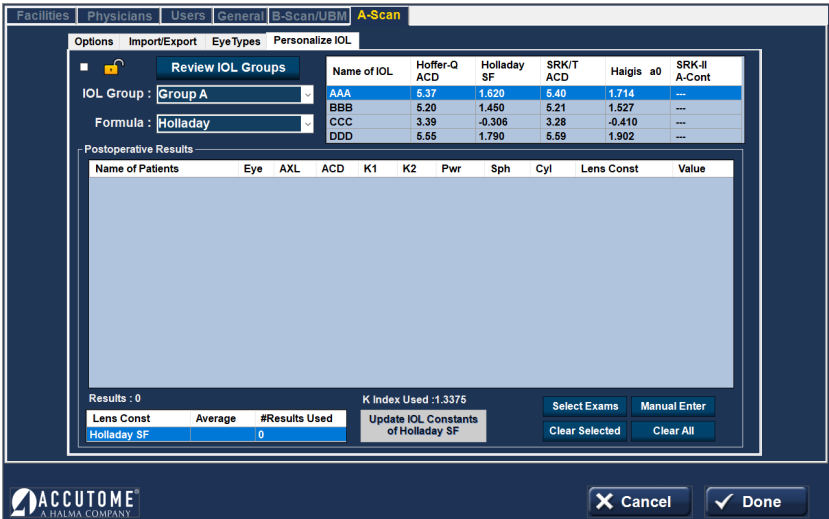 Facilities Physicians Users General B-Scan/UBM A-Scan
Options Import/Export EyeTypes Personalize IOL
Review IOL Groups
IOL Group : Group A
Formula : Holladay
Name of IOL Hoffer-Q ACD Holladay SF SRK/T ACD Haigis a0 SRK-II A-Cont
AAA 5.37 1.620 5.40 1.714 ---
BBB 5.20 1.450 5.21 1.527 ---
CCC 3.39 -0.306 3.28 -0.410 ---
DDD 5.55 1.790 5.59 1.902 ---
Postoperative Results
Name of Patients Eye AXL ACD K1 K2 Pwr Sph Cyl Lens Const Value
Results : 0
K Index Used :1.3375
Lens Const Average #Results Used
Holladay SF 0
Update IOL Constants
of Holladay SF
Select Exams Manual Enter
Clear Selected Clear All
ACCUTOME®
A HALMA COMPANY
Cancel Done